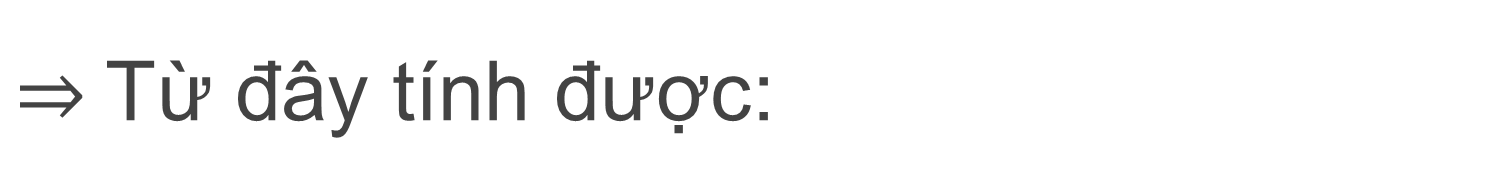 ⇒ Từ đây tính được: